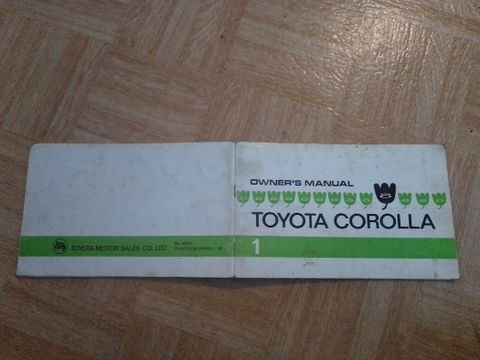 OWNER'S MANUAL
TOYOTA COROLLA
1
TOYOTA MOTOR SALES CO. LTD.